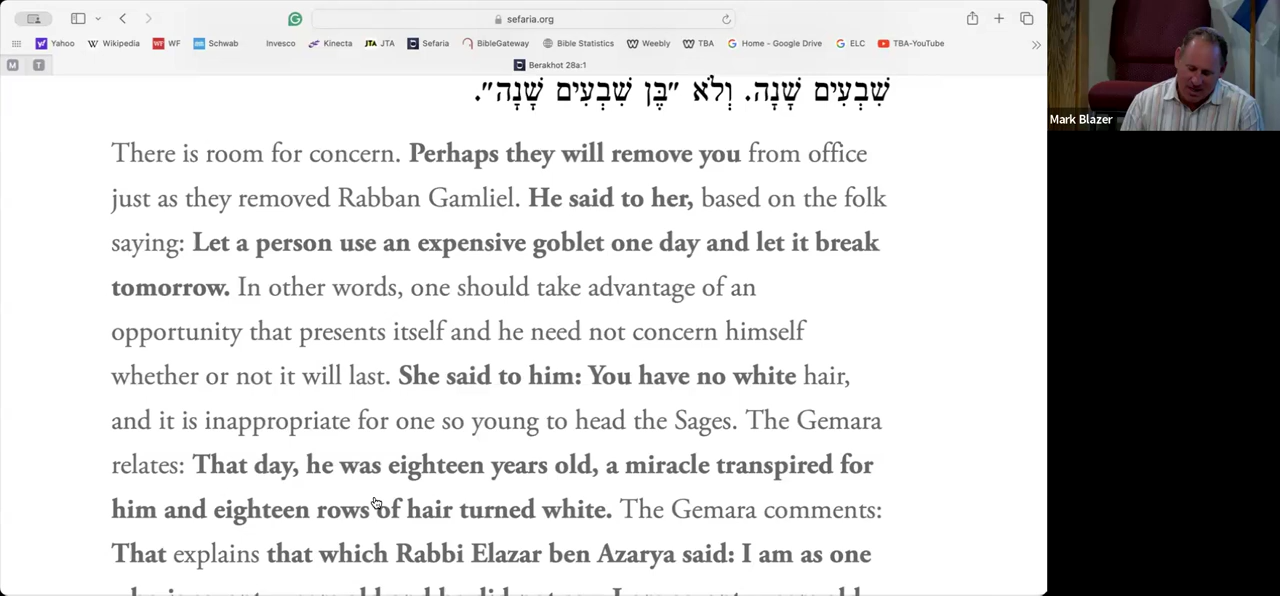 sefaria.org
Yahoo
Wikipedia
WF
Schwab
Invesco
Kinecta
JTA
Sefaria
BibleGateway
Bible Statistics
Weebly
TBA
Home - Google Drive
ELC
TBA-YouTube
M
T
Berakhot 28a:1
שִׁבְעִים שָׁנָה. וְלֹא ״בֶּן שִׁבְעִים שָׁנָה״.
There is room for concern. Perhaps they will remove you from office
just as they removed Rabban Gamliel. He said to her, based on the folk
saying: Let a person use an expensive goblet one day and let it break
tomorrow. In other words, one should take advantage of an
opportunity that presents itself and he need not concern himself
whether or not it will last. She said to him: You have no white hair,
and it is inappropriate for one so young to head the Sages. The Gemara
relates: That day, he was eighteen years old, a miracle transpired for
him and eighteen rows of hair turned white. The Gemara comments:
That explains that which Rabbi Elazar ben Azarya said: I am as one
Mark Blazer